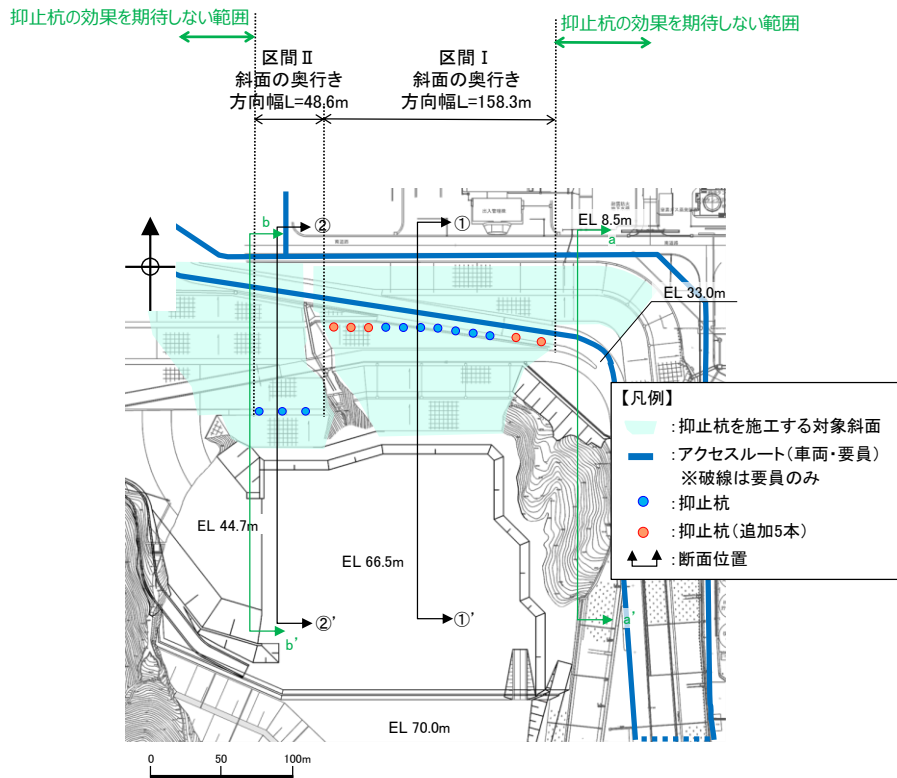 抑止杭の効果を期待しない範囲
抑止杭の効果を期待しない範囲
区間Ⅱ
斜面の奥行き
方向幅L=48.6m
区間Ⅰ
斜面の奥行き
方向幅L=158.3m
b
②
①
出入管理棟
EL 8.5m
a
EL 33.0m
【凡例】
:抑止杭を施工する対象斜面
:アクセスルート(車両・要員)
※破線は要員のみ
:抑止杭
:抑止杭(追加5本)
:断面位置
EL 44.7m
EL 66.5m
②'
①'
a'
b'
EL 70.0m
0 50 100m